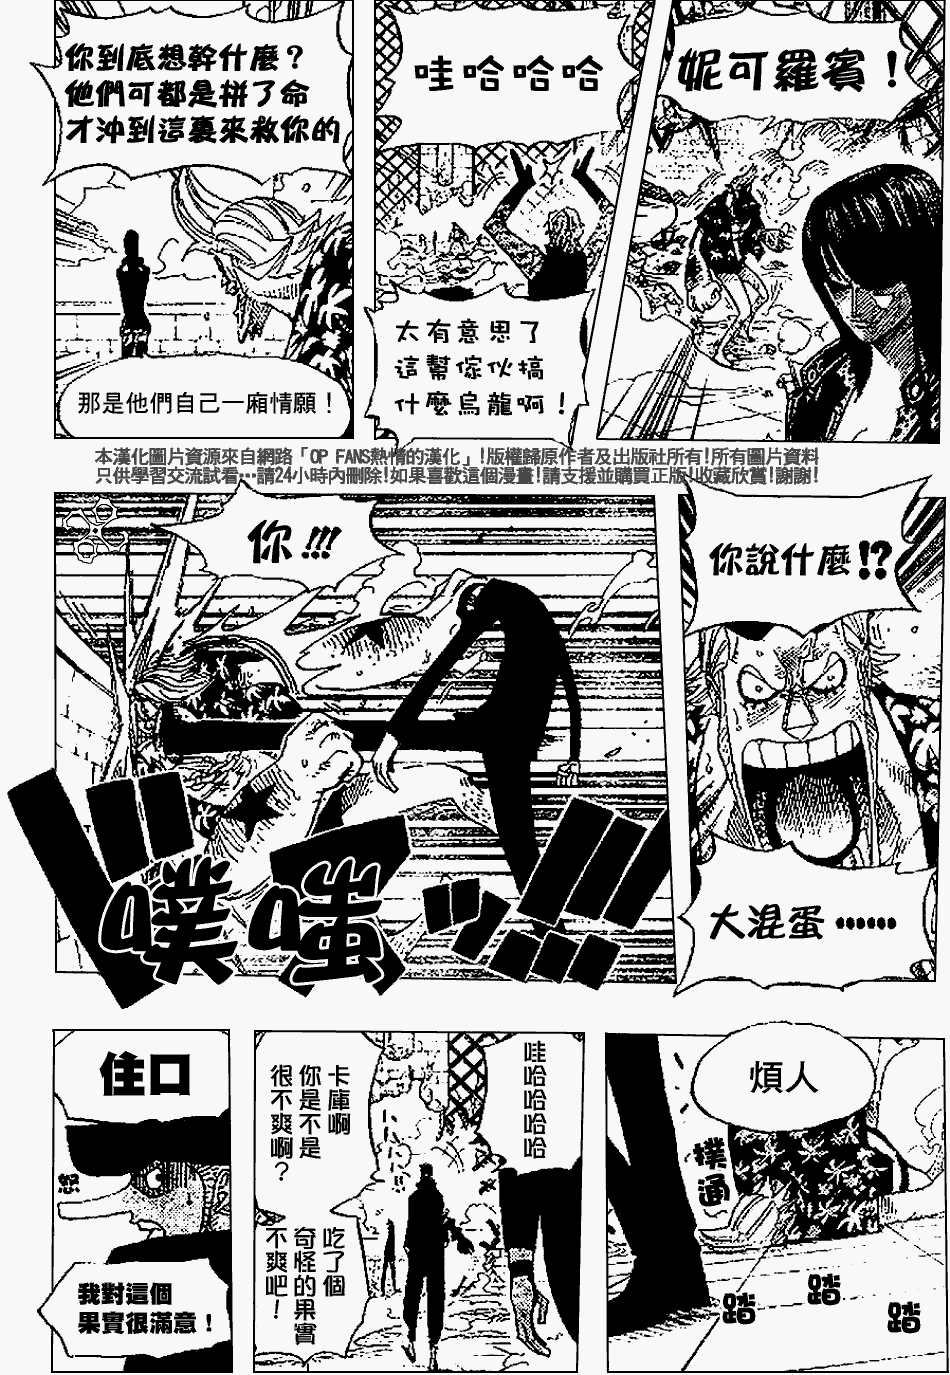 妮可羅賓！
哇哈哈哈
太有意思了
這幫傢伙搞
什麼烏龍啊！
你到底想幹什麼？
他們可都是拼了命
才沖到這裏來救你的
那是他們自己一廂情願！
本漢化圖片資源來自網路「OP FANS熱情的漢化」!版權歸原作者及出版社所有!所有圖片資料
只供學習交流試看…請24小時內刪除!如果喜歡這個漫畫!請支援並購買正版!收藏欣賞!謝謝!
你說什麼!?
大混蛋……
你!!!
噗嗤ッ!!!
煩人
撲通
踏
踏
踏
哇哈哈哈哈
卡庫啊
你是不是
很不爽啊？
吃了個
奇怪的果實
不爽吧！
住口
我對這個
果實很滿意！